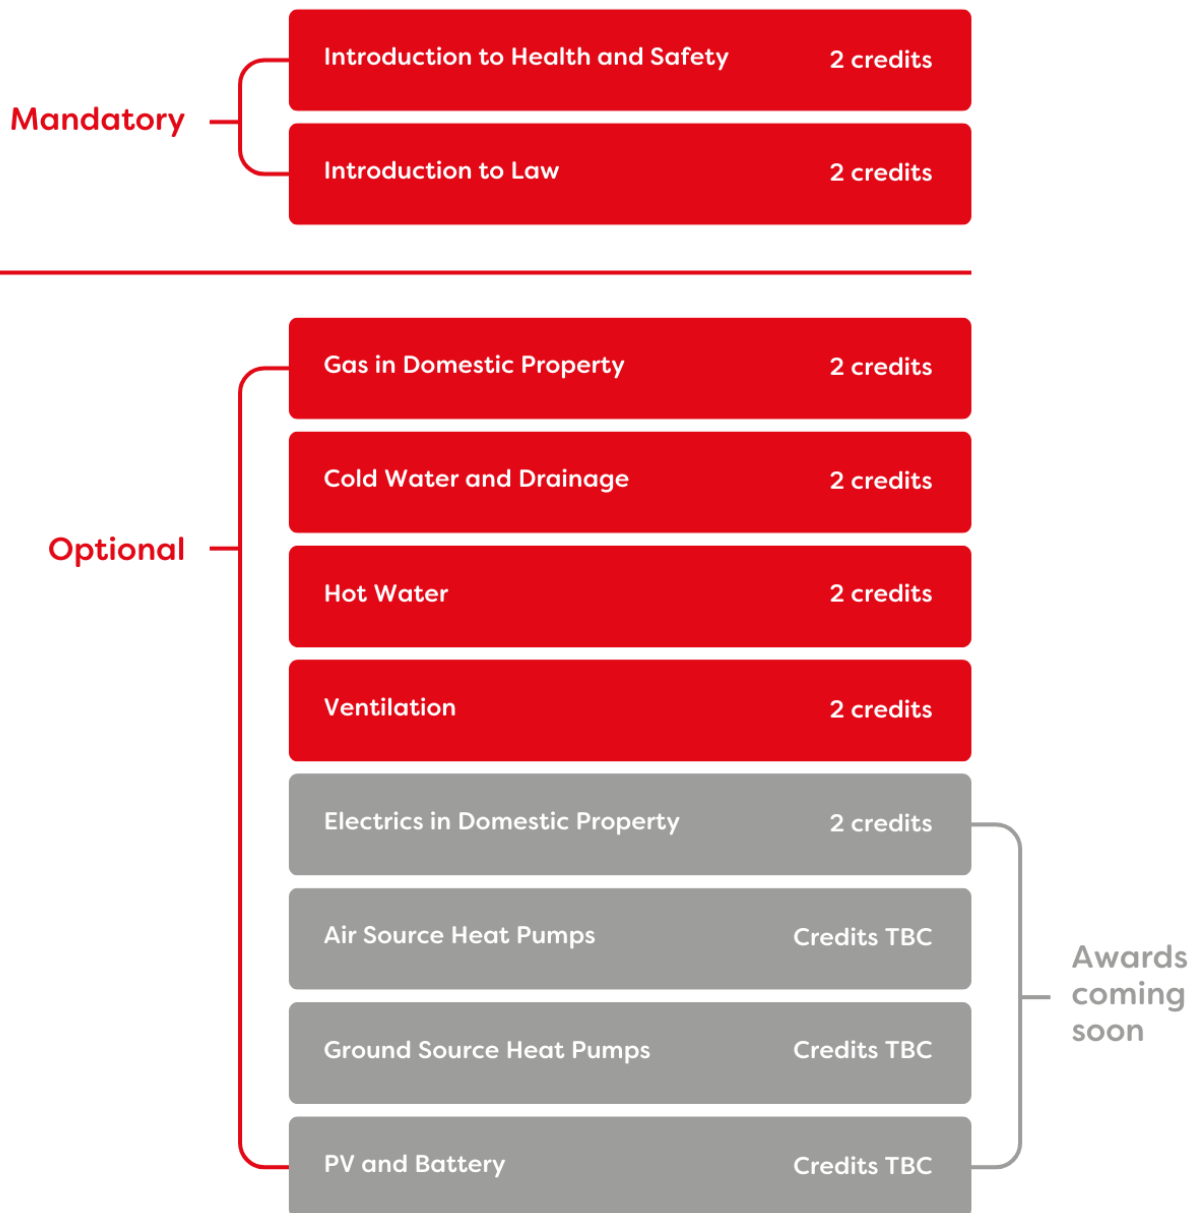 Mandatory
Introduction to Health and Safety 2 credits
Introduction to Law 2 credits
Optional
Gas in Domestic Property 2 credits
Cold Water and Drainage 2 credits
Hot Water 2 credits
Ventilation 2 credits
Electrics in Domestic Property 2 credits
Air Source Heat Pumps Credits TBC
Ground Source Heat Pumps Credits TBC
PV and Battery Credits TBC
Awards
coming
soon